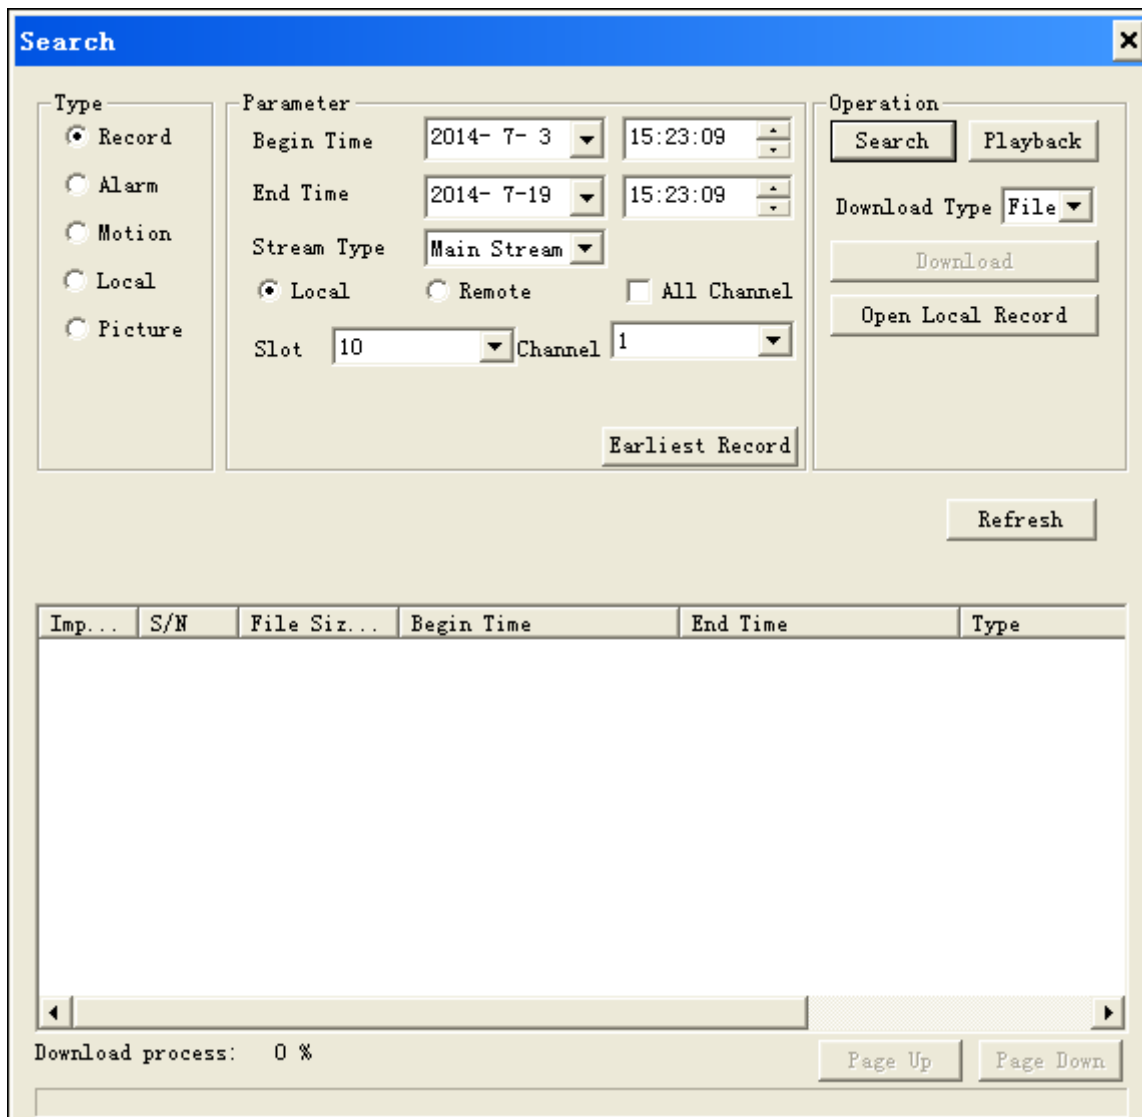 Search
Type
Record
Alarm
Motion
Local
Picture
Parameter
Begin Time 2014- 7- 3 15:23:09
End Time 2014- 7-19 15:23:09
Stream Type Main Stream
Local Remote All Channel
Slot 10 Channel 1
Earliest Record
Operation
Search Playback
Download Type File
Download
Open Local Record
Refresh
Imp... S/N File Siz... Begin Time End Time Type
Download process: 0 %
Page Up Page Down